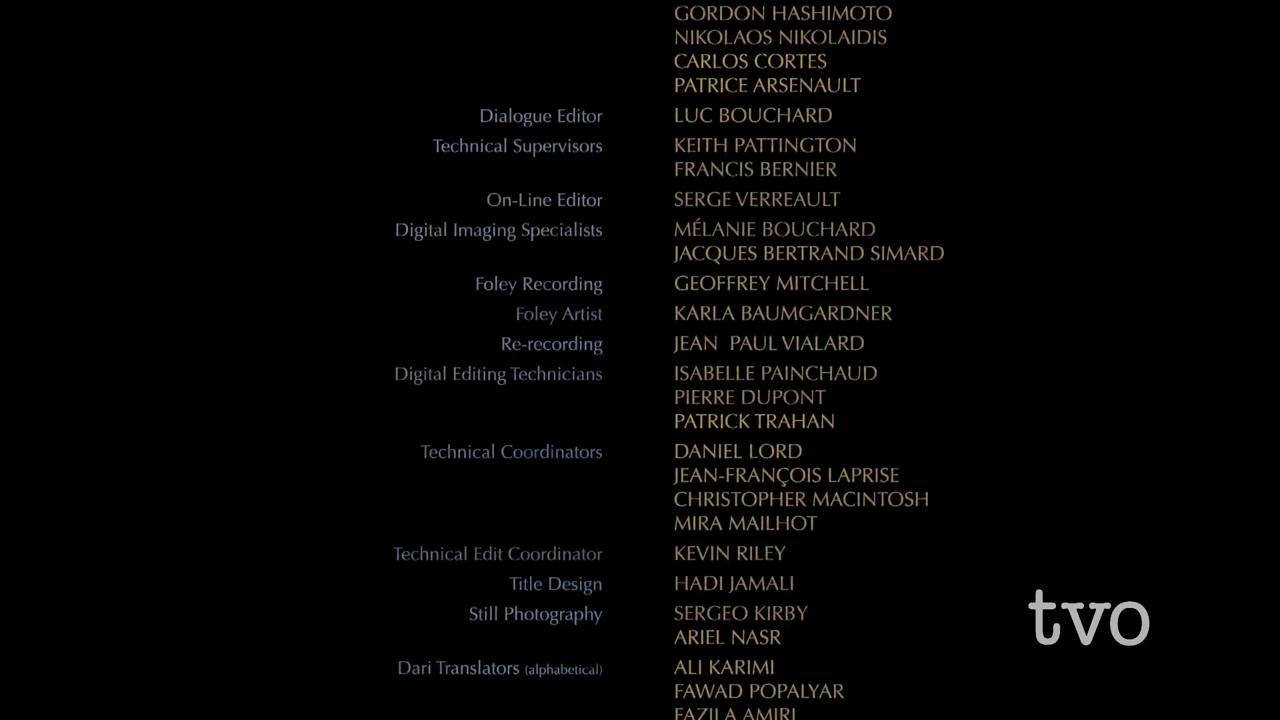 GORDON HASHIMOTO
NIKOLAOS NIKOLAIDIS
CARLOS CORTES
PATRICE ARSENAULT
Dialogue Editor LUC BOUCHARD
Technical Supervisors KEITH PATTINGTON
FRANCIS BERNIER
On-Line Editor SERGE VERREAULT
Digital Imaging Specialists MÉLANIE BOUCHARD
JACQUES BERTRAND SIMARD
Foley Recording GEOFFREY MITCHELL
Foley Artist KARLA BAUMGARDNER
Re-recording JEAN PAUL VIALARD
Digital Editing Technicians ISABELLE PAINCHAUD
PIERRE DUPONT
PATRICK TRAHAN
Technical Coordinators DANIEL LORD
JEAN-FRANÇOIS LAPRISE
CHRISTOPHER MACINTOSH
MIRA MAILHOT
Technical Edit Coordinator KEVIN RILEY
Title Design HADI JAMALI
Still Photography SERGEO KIRBY
ARIEL NASR
tvo
Dari Translators (alphabetical) ALI KARIMI
FAWAD POPALYAR
FAZILA AMIRI